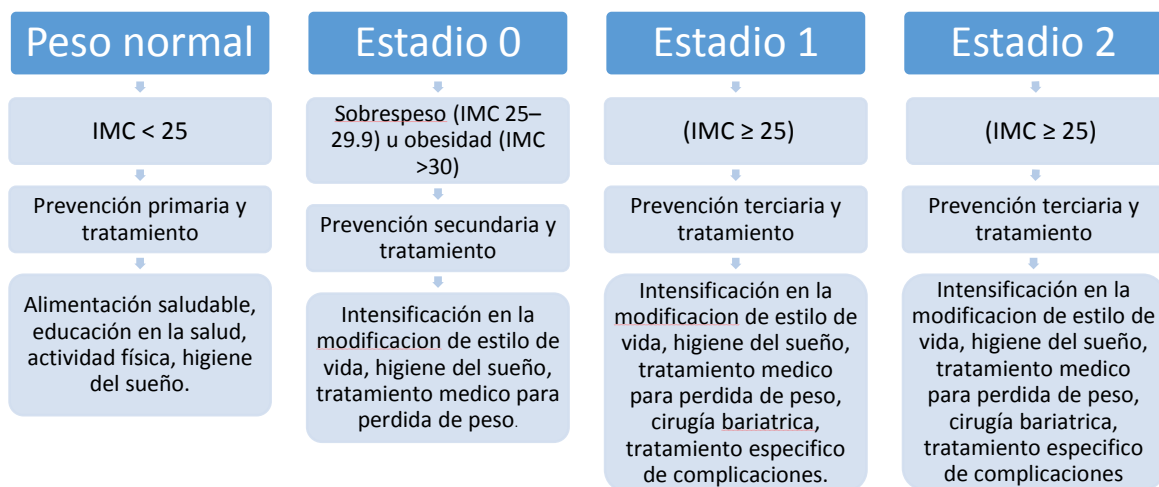 Peso normal
IMC < 25
Prevención primaria y
tratamiento
Alimentación saludable,
educación en la salud,
actividad física, higiene
del sueño.
Estadio 0
Sobrespeso (IMC 25–
29.9) u obesidad (IMC
>30)
Prevención secundaria y
tratamiento
Intensificación en la
modificacion de estilo de
vida, higiene del sueño,
tratamiento medico para
perdida de peso.
Estadio 1
(IMC ≥ 25)
Prevención terciaria y
tratamiento
Intensificación en la
modificacion de estilo de
vida, higiene del sueño,
tratamiento medico
para perdida de peso,
cirugía bariatrica,
tratamiento especifico
de complicaciones.
Estadio 2
(IMC ≥ 25)
Prevención terciaria y
tratamiento
Intensificación en la
modificacion de estilo de
vida, higiene del sueño,
tratamiento medico
para perdida de peso,
cirugía bariatrica,
tratamiento especifico
de complicaciones